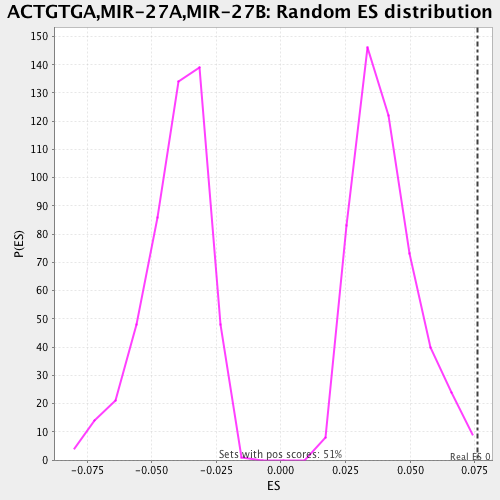 ACTGTGA,MIR-27A,MIR-27B: Random ES distribution
150
140
130
120
110
100
90
80
70
60
50
40
30
20
10
0
P(ES)
Sets with pos scores: 51%
Real ES 0
-0.075 -0.050 -0.025 0.000 0.025 0.050 0.075
ES